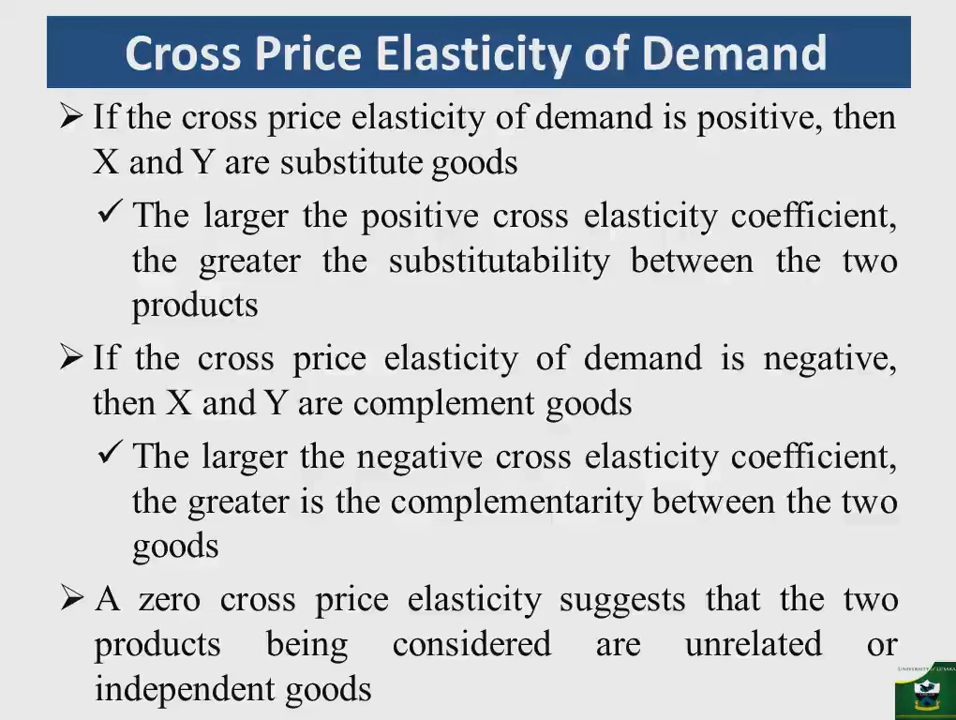 Cross Price Elasticity of Demand
➢ If the cross price elasticity of demand is positive, then
X and Y are substitute goods
✓ The larger the positive cross elasticity coefficient,
the greater the substitutability between the two
products
➢ If the cross price elasticity of demand is negative,
then X and Y are complement goods
✓ The larger the negative cross elasticity coefficient,
the greater is the complementarity between the two
goods
➢ A zero cross price elasticity suggests that the two
products being considered are unrelated or
independent goods